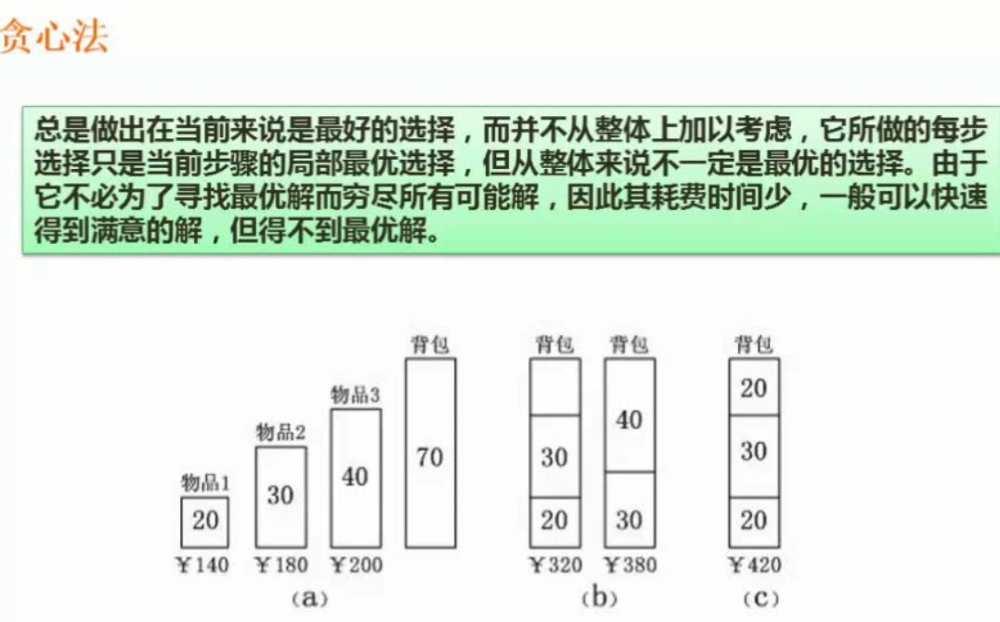 贪心法
总是做出在当前来说是最好的选择，而并不从整体上加以考虑，它所做的每步
选择只是当前步骤的局部最优选择，但从整体来说不一定是最优的选择。由于
它不必为了寻找最优解而穷尽所有可能解，因此其耗费时间少，一般可以快速
得到满意的解，但得不到最优解。
背包 背包 背包 背包
物品3
物品2
物品1
20 30 40 70
30 20
40 30
20 30 20
￥140 ￥180 ￥200 ￥320 ￥380 ￥420
(a) (b) (c)